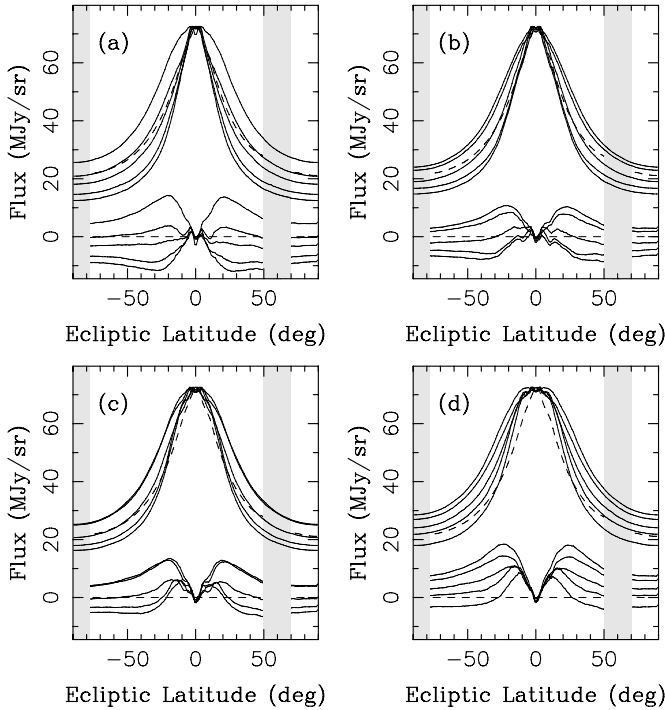 (a)
Flux (MJy/sr)
0 20 40 60
−50 0 50
Ecliptic Latitude (deg)
(b)
Flux (MJy/sr)
0 20 40 60
−50 0 50
Ecliptic Latitude (deg)
(c)
Flux (MJy/sr)
0 20 40 60
−50 0 50
Ecliptic Latitude (deg)
(d)
Flux (MJy/sr)
0 20 40 60
−50 0 50
Ecliptic Latitude (deg)